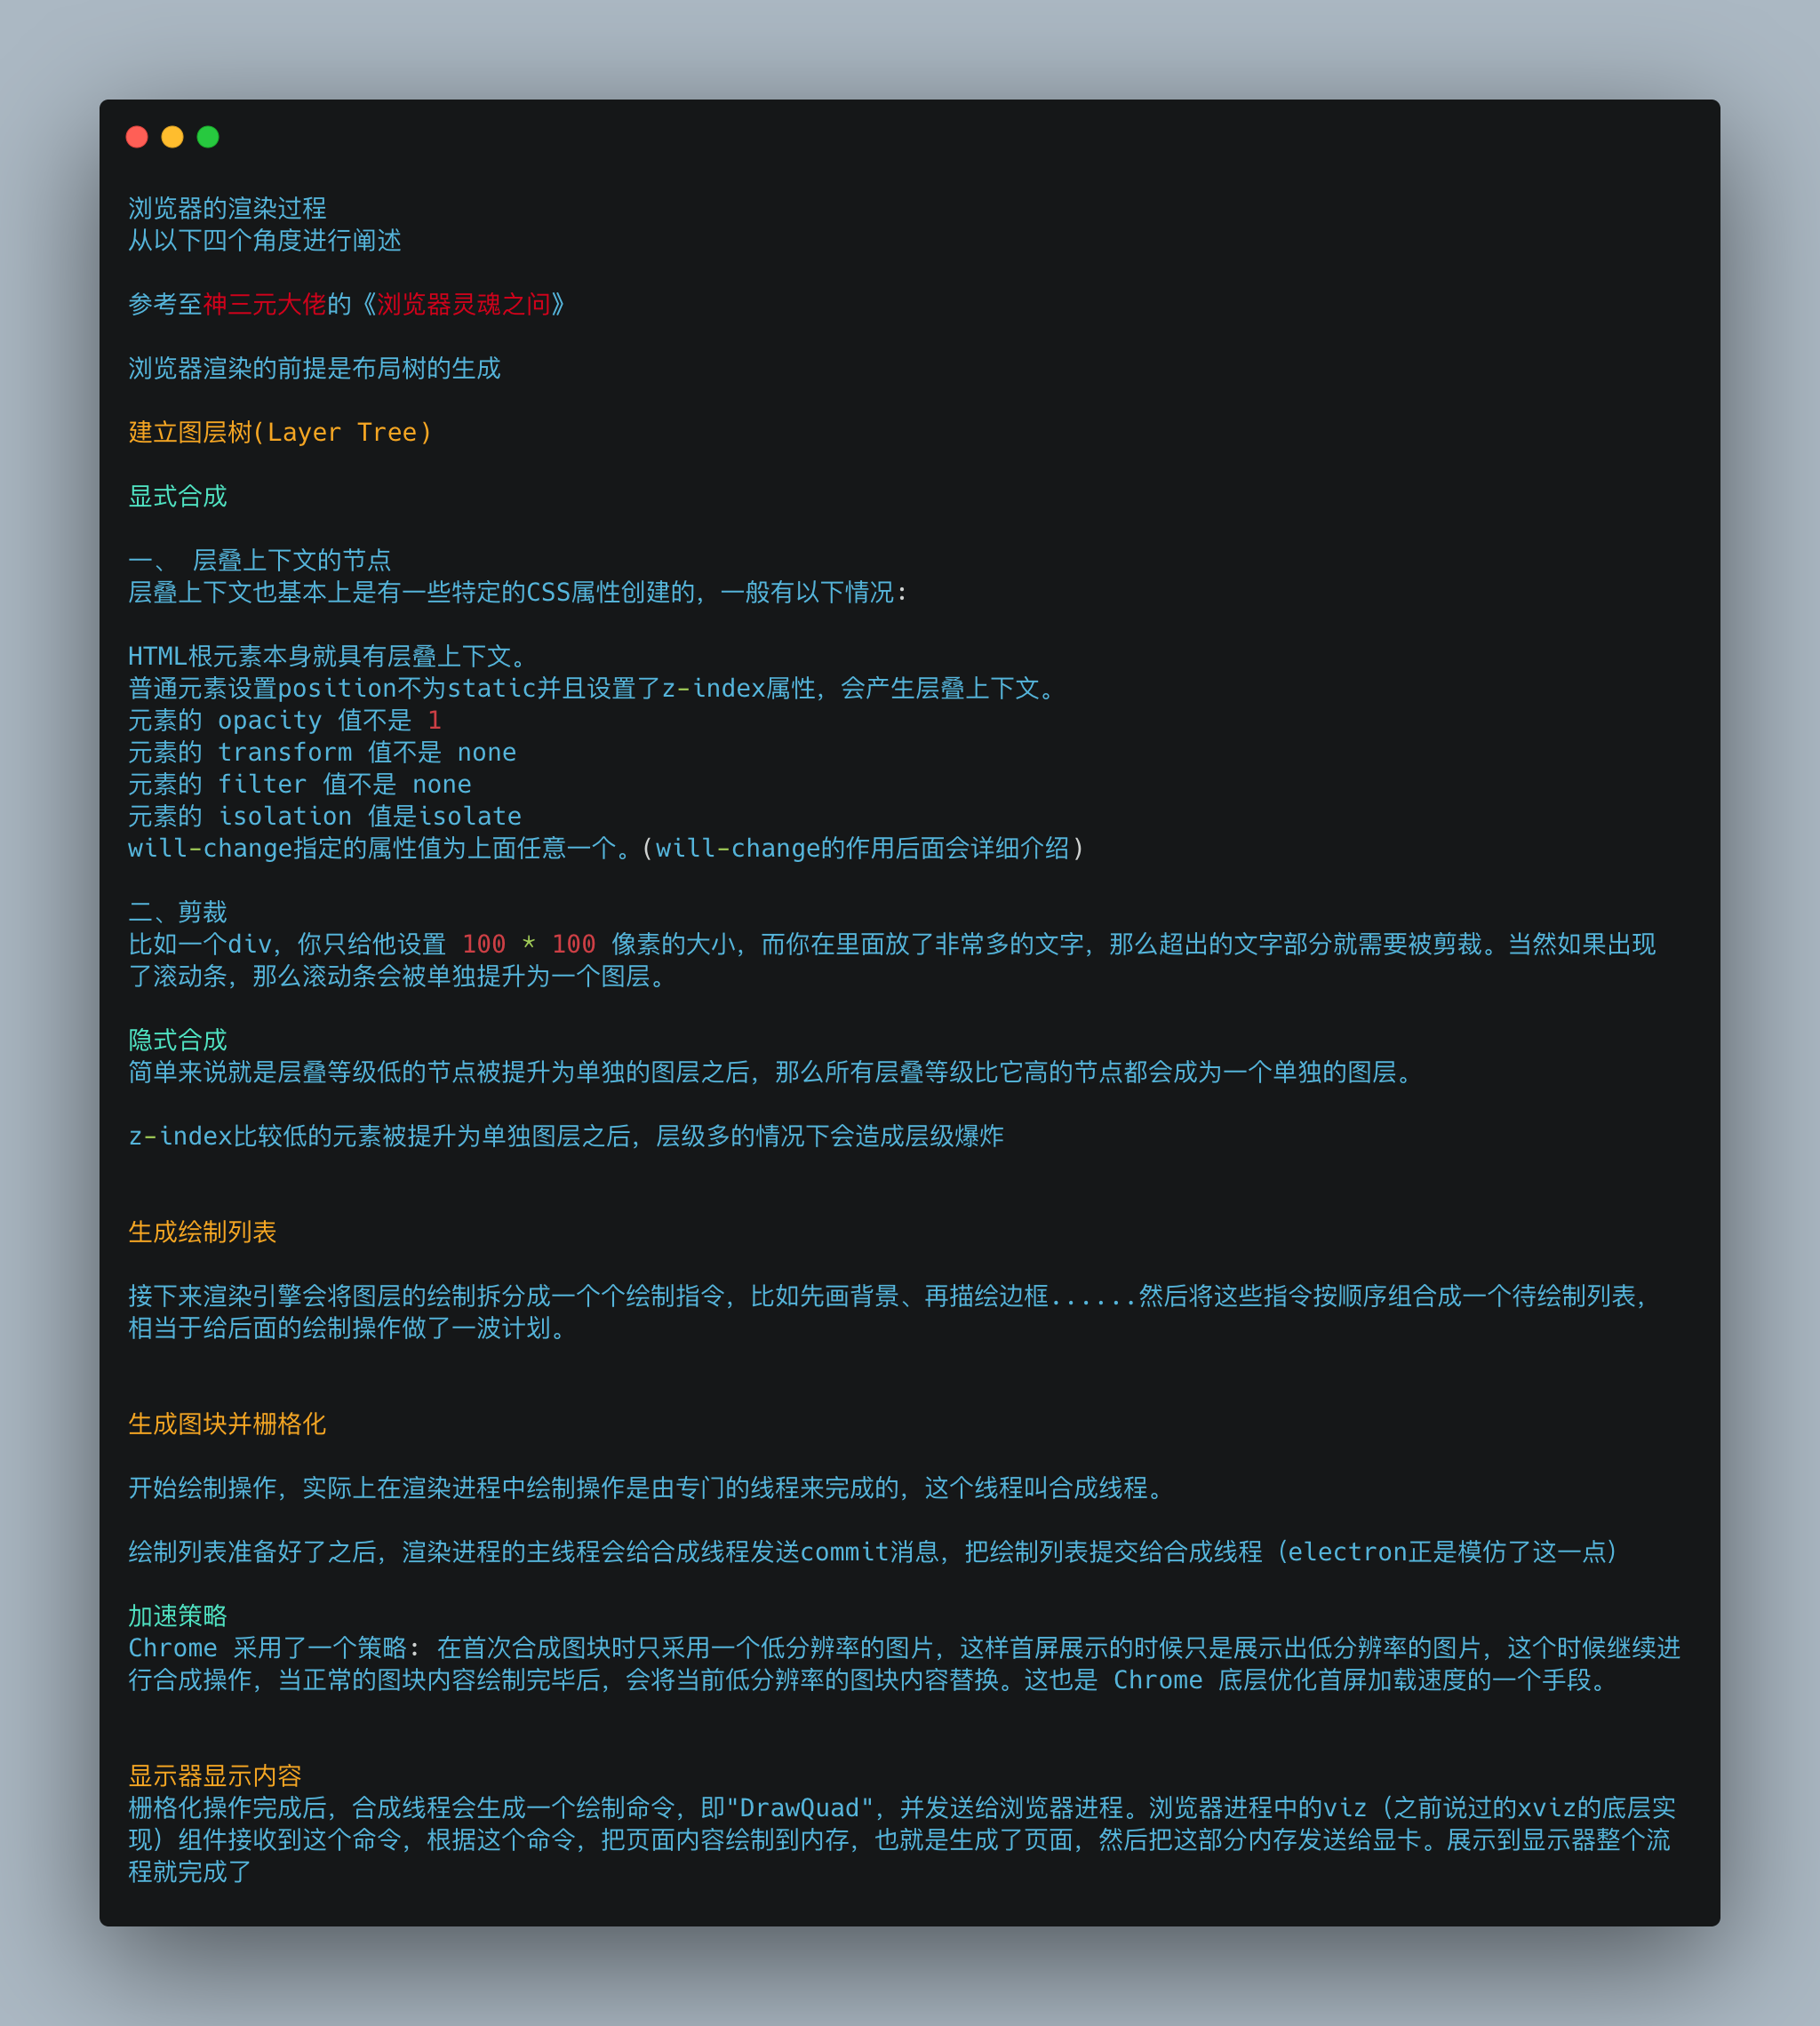 浏览器的渲染过程
从以下四个角度进行阐述
参考至神三元大佬的《浏览器灵魂之问》
浏览器渲染的前提是布局树的生成
建立图层树(Layer Tree)
显式合成
一、 层叠上下文的节点
层叠上下文也基本上是有一些特定的CSS属性创建的，一般有以下情况:
HTML根元素本身就具有层叠上下文。
普通元素设置position不为static并且设置了z-index属性，会产生层叠上下文。
元素的 opacity 值不是 1
元素的 transform 值不是 none
元素的 filter 值不是 none
元素的 isolation 值是isolate
will-change指定的属性值为上面任意一个。(will-change的作用后面会详细介绍)
二、剪裁
比如一个div，你只给他设置 100 * 100 像素的大小，而你在里面放了非常多的文字，那么超出的文字部分就需要被剪裁。当然如果出现
了滚动条，那么滚动条会被单独提升为一个图层。
隐式合成
简单来说就是层叠等级低的节点被提升为单独的图层之后，那么所有层叠等级比它高的节点都会成为一个单独的图层。
z-index比较低的元素被提升为单独图层之后，层级多的情况下会造成层级爆炸
生成绘制列表
接下来渲染引擎会将图层的绘制拆分成一个个绘制指令，比如先画背景、再描绘边框......然后将这些指令按顺序组合成一个待绘制列表，
相当于给后面的绘制操作做了一波计划。
生成图块并栅格化
开始绘制操作，实际上在渲染进程中绘制操作是由专门的线程来完成的，这个线程叫合成线程。
绘制列表准备好了之后，渲染进程的主线程会给合成线程发送commit消息，把绘制列表提交给合成线程（electron正是模仿了这一点）
加速策略
Chrome 采用了一个策略: 在首次合成图块时只采用一个低分辨率的图片，这样首屏展示的时候只是展示出低分辨率的图片，这个时候继续进
行合成操作，当正常的图块内容绘制完毕后，会将当前低分辨率的图块内容替换。这也是 Chrome 底层优化首屏加载速度的一个手段。
显示器显示内容
栅格化操作完成后，合成线程会生成一个绘制命令，即"DrawQuad"，并发送给浏览器进程。浏览器进程中的viz（之前说过的xviz的底层实
现）组件接收到这个命令，根据这个命令，把页面内容绘制到内存，也就是生成了页面，然后把这部分内存发送给显卡。展示到显示器整个流
程就完成了